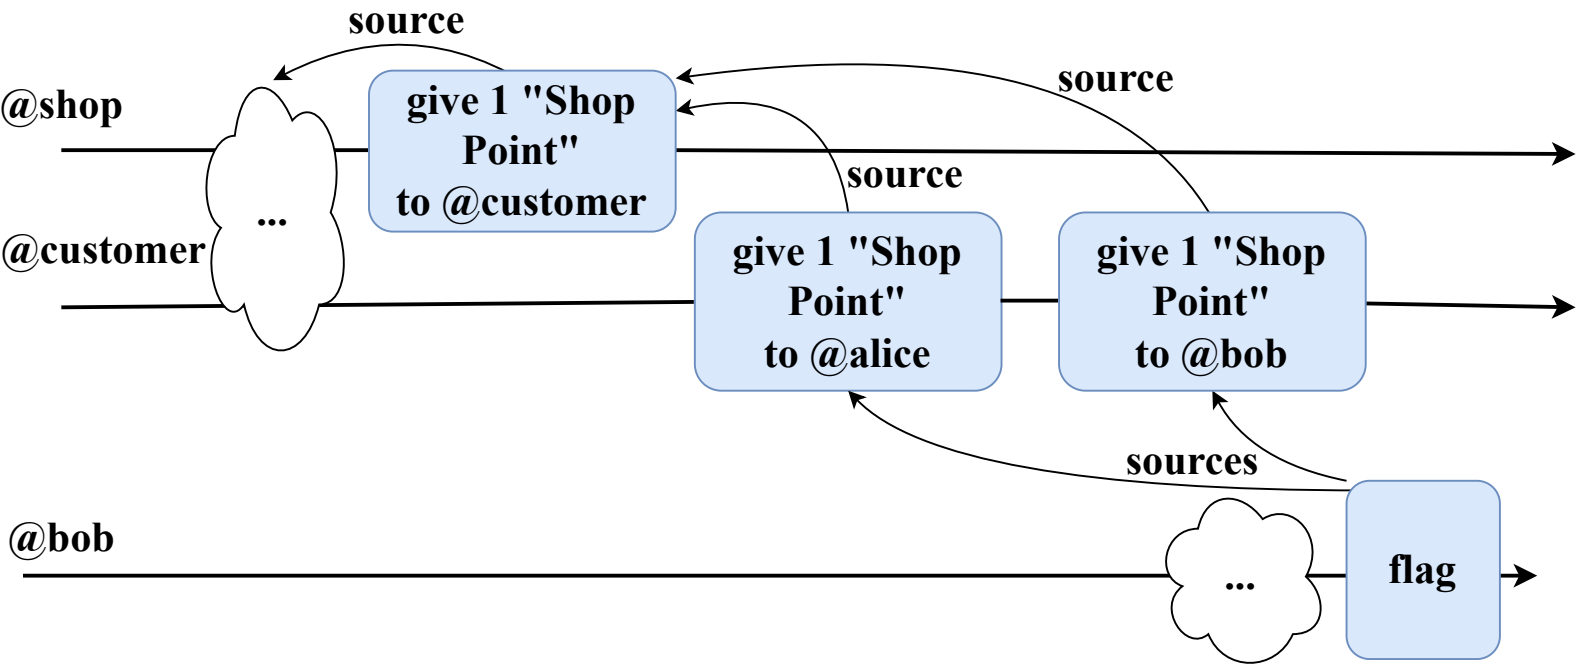 source
@shop
give 1 "Shop
Point"
to @customer
source
source
...
@customer
give 1 "Shop
Point"
to @alice
give 1 "Shop
Point"
to @bob
sources
@bob
...
flag